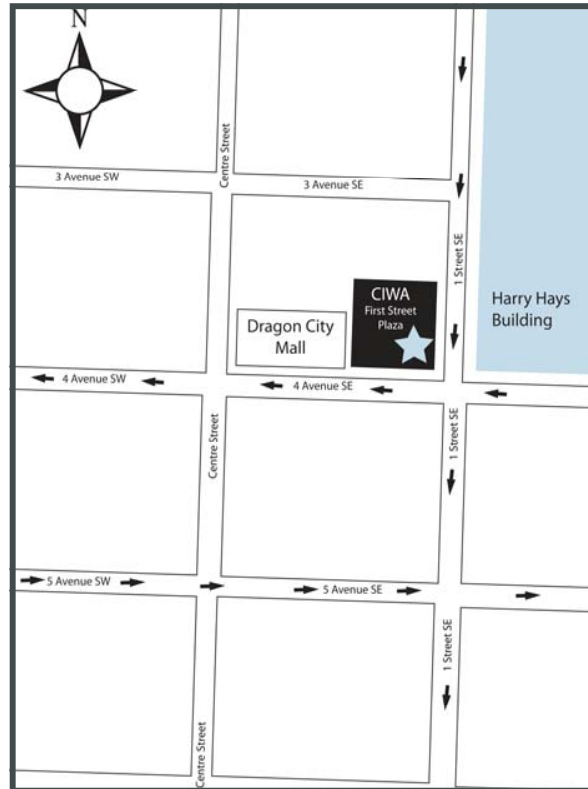 N
3 Avenue SW
Centre Street
3 Avenue SE
1 Street SE
CIWA
First Street
Plaza
Harry Hays
Building
Dragon City
Mall
4 Avenue SW
4 Avenue SE
Centre Street
1 Street SE
5 Avenue SW
5 Avenue SE
1 Street SE
Centre Street